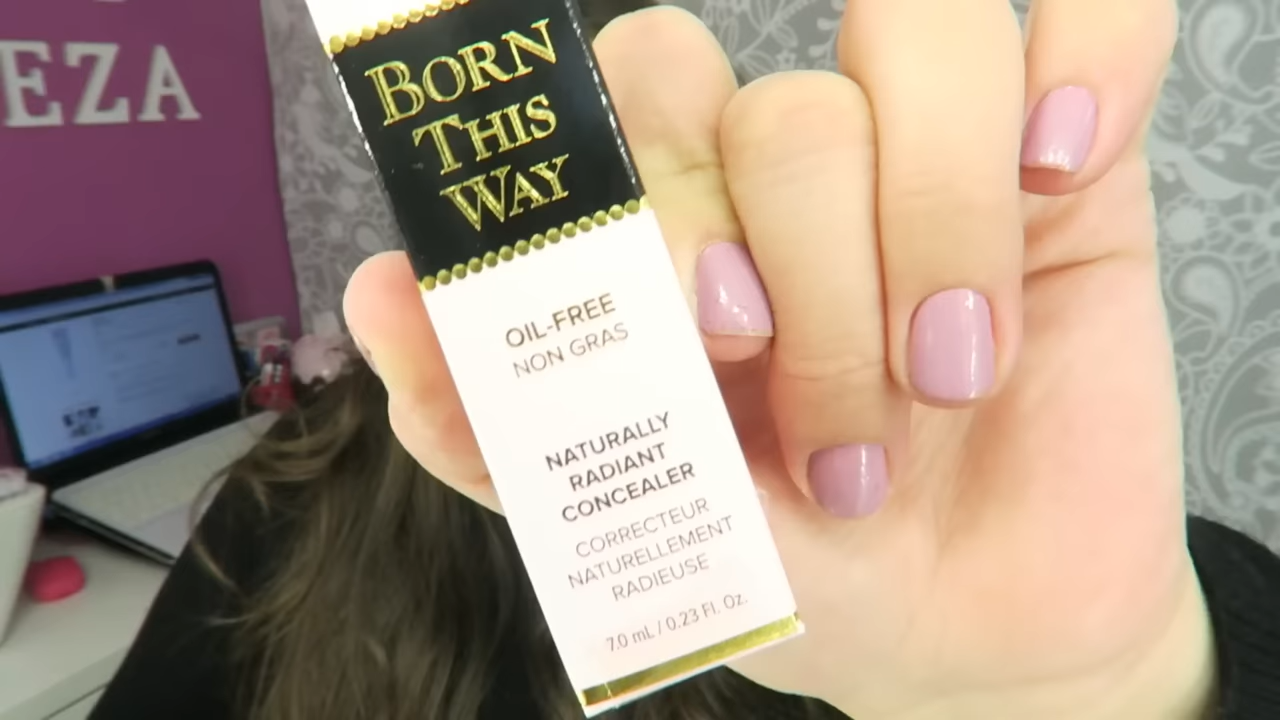 EZA
BORN
THIS
WAY
OIL-FREE
NON GRAS
NATURALLY
RADIANT
CONCEALER
CORRECTEUR
NATURELLEMENT
RADIEUSE
7.0 mL / 0.23 Fl. Oz.